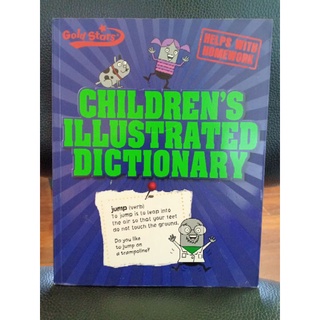 Gold Stars
HELPS WITH
HOMEWORK
CHILDREN'S
ILLUSTRATED
DICTIONARY
jump (verb)
to jump is to leap into
the air so that your feet
do not touch the ground.
Do you like
to jump on
a trampoline?